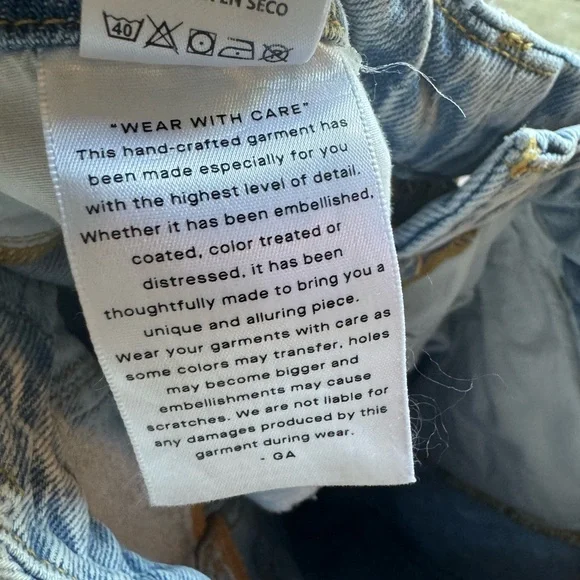 EN SECO
40
"WEAR WITH CARE"
This hand-crafted garment has
been made especially for you
with the highest level of detail.
Whether it has been embellished,
coated, color treated or
distressed, it has been
thoughtfully made to bring you a
unique and alluring piece.
Wear your garments with care as
some colors may transfer, holes
may become bigger and
embellishments may cause
scratches. We are not liable for
any damages produced by this
garment during wear.
- GA